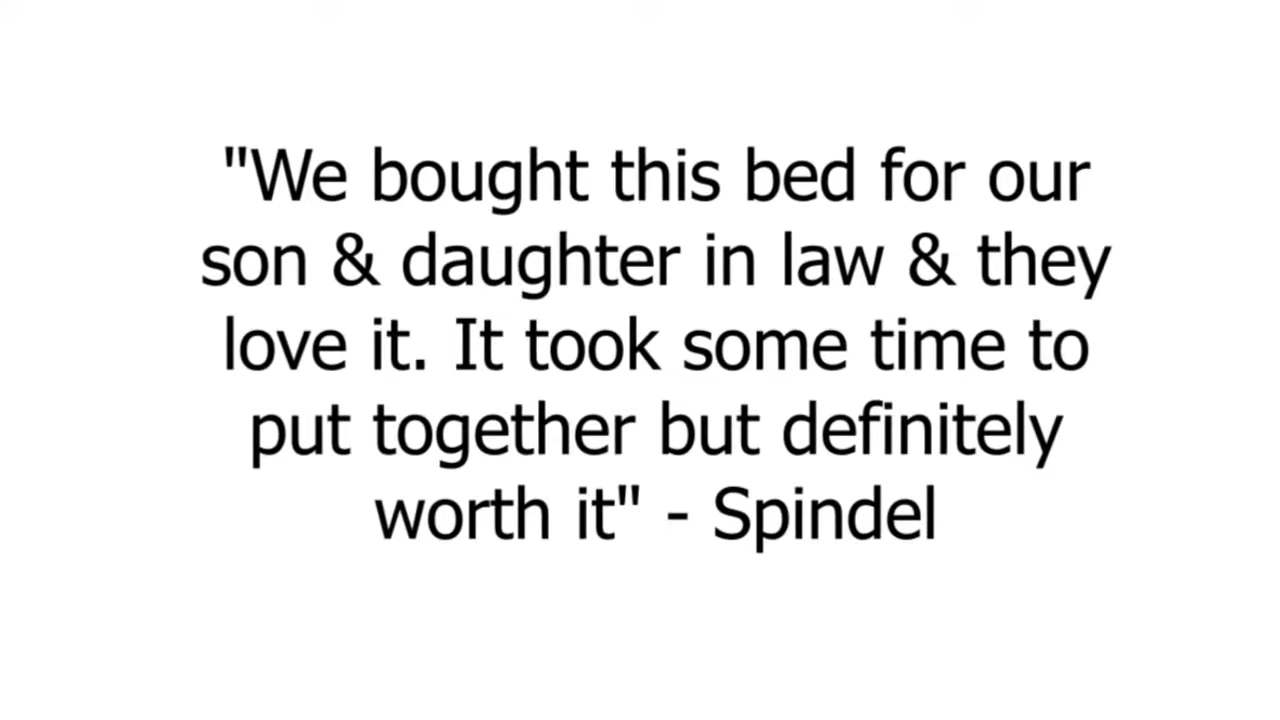 "We bought this bed for our
son & daughter in law & they
love it. It took some time to
put together but definitely
worth it" - Spindel